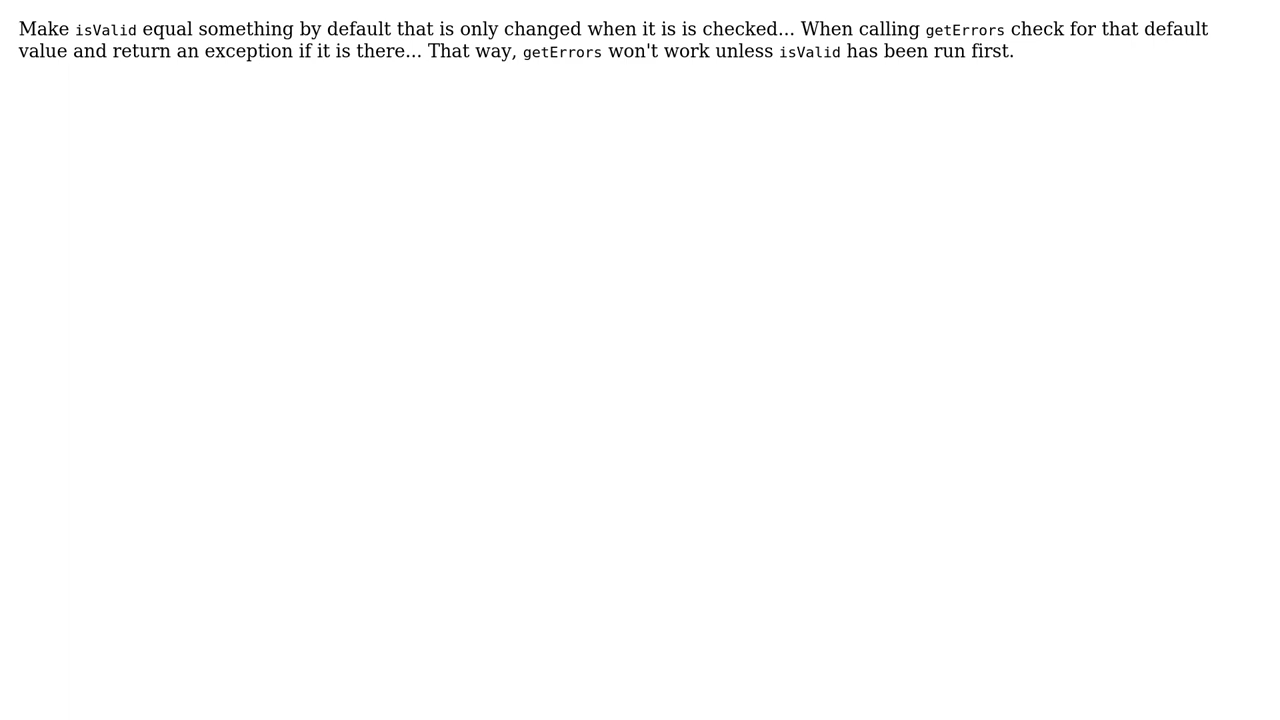 Make isValid equal something by default that is only changed when it is is checked... When calling getErrors check for that default
value and return an exception if it is there... That way, getErrors won't work unless isValid has been run first.